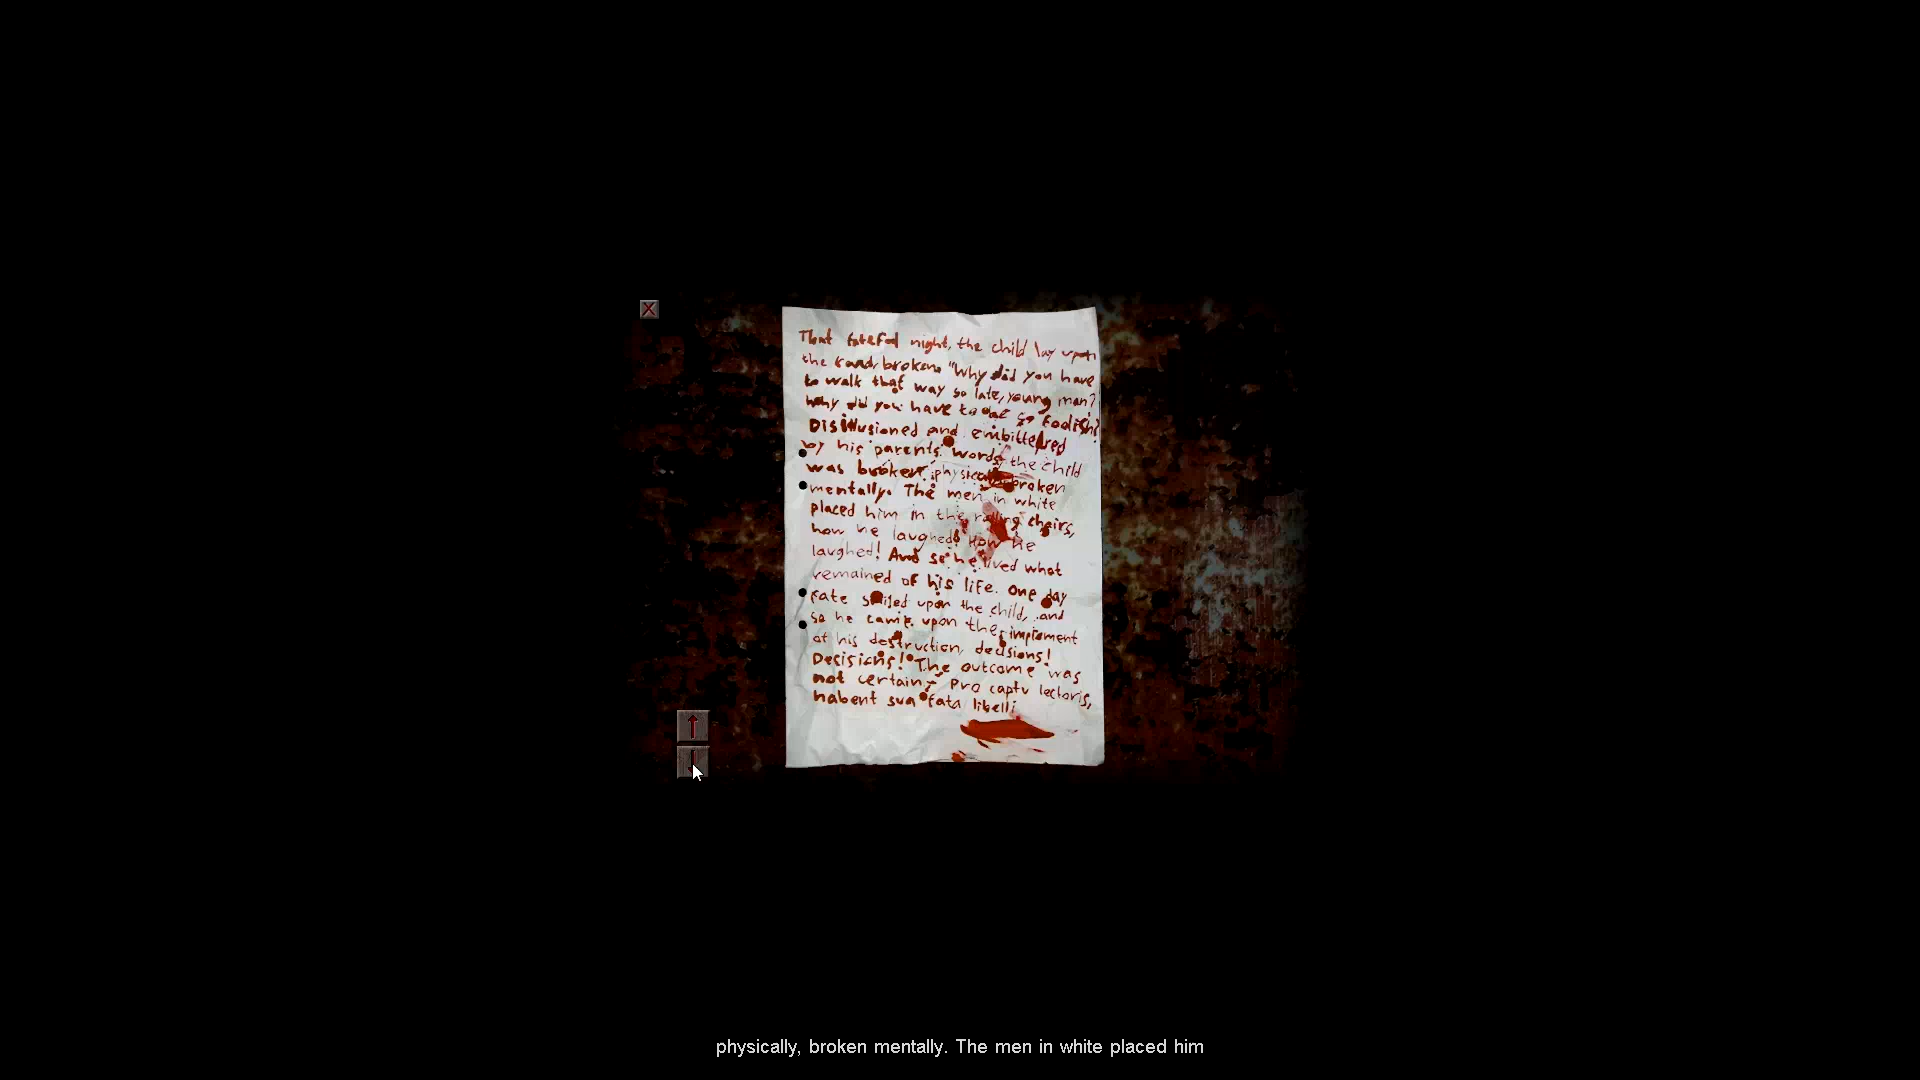 That fateful night, the child lay upon
the road, broken. "Why did you have
to walk that way so late, young man?
Why did you have to be so foolish?
Disillusioned and embittered
by his parents words, the child
was broken physically, broken
mentally. The men in white
placed him in the rolling chairs,
how he laughed! How he
laughed! And so he lived what
remained of his life. One day
fate smiled upon the child, and
so he came upon the implement
of his destruction, decisions!
Decisions! The outcome was
not certain - Pro captu lectoris,
habent sua fata libelli
physically, broken mentally. The men in white placed him